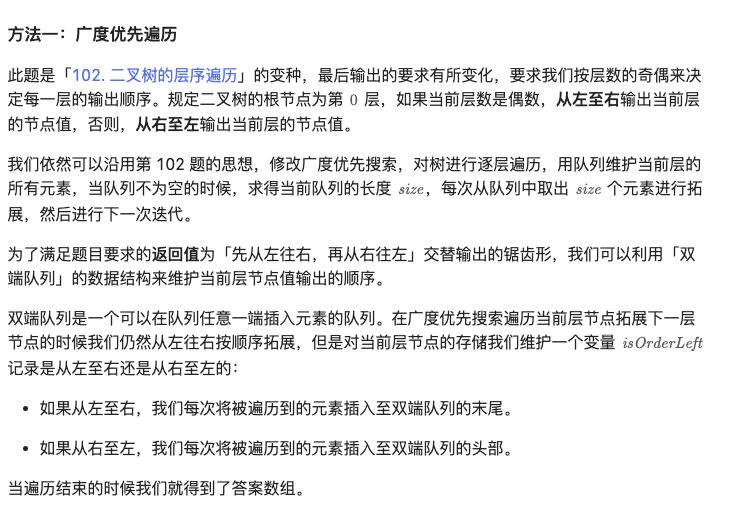 方法一：广度优先遍历
此题是「102. 二叉树的层序遍历」的变种，最后输出的要求有所变化，要求我们按层数的奇偶来决
定每一层的输出顺序。规定二叉树的根节点为第 0 层，如果当前层数是偶数，从左至右输出当前层
的节点值，否则，从右至左输出当前层的节点值。
我们依然可以沿用第 102 题的思想，修改广度优先搜索，对树进行逐层遍历，用队列维护当前层的
所有元素，当队列不为空的时候，求得当前队列的长度 size，每次从队列中取出 size 个元素进行拓
展，然后进行下一次迭代。
为了满足题目要求的返回值为「先从左往右，再从右往左」交替输出的锯齿形，我们可以利用「双
端队列」的数据结构来维护当前层节点值输出的顺序。
双端队列是一个可以在队列任意一端插入元素的队列。在广度优先搜索遍历当前层节点拓展下一层
节点的时候我们仍然从左往右按顺序拓展，但是对当前层节点的存储我们维护一个变量 isOrderLeft
记录是从左至右还是从右至左的：
• 如果从左至右，我们每次将被遍历到的元素插入至双端队列的末尾。
• 如果从右至左，我们每次将被遍历到的元素插入至双端队列的头部。
当遍历结束的时候我们就得到了答案数组。